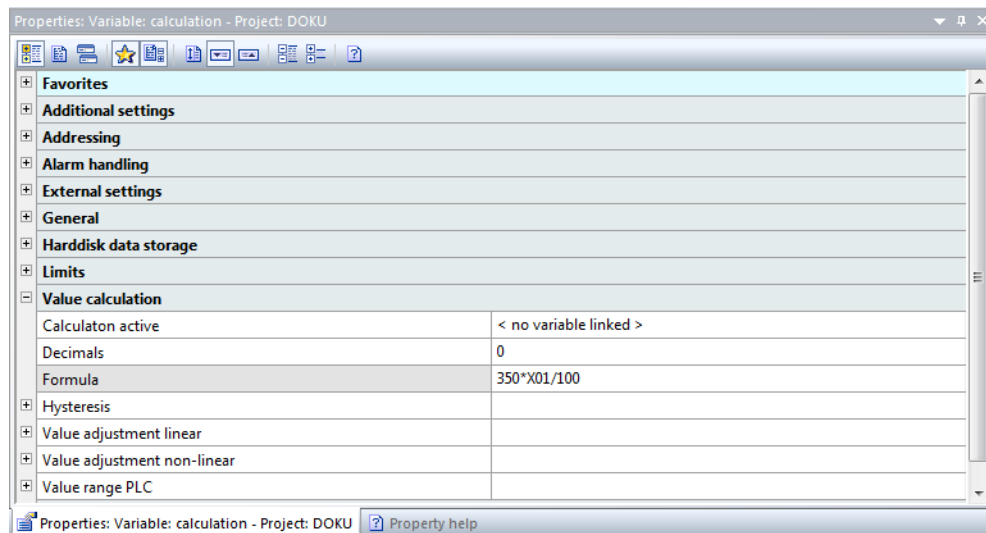 Properties: Variable: calculation - Project: DOKU
Favorites
Additional settings
Addressing
Alarm handling
External settings
General
Harddisk data storage
Limits
Value calculation
Calculaton active < no variable linked >
Decimals 0
Formula 350*X01/100
Hysteresis
Value adjustment linear
Value adjustment non-linear
Value range PLC
Properties: Variable: calculation - Project: DOKU Property help